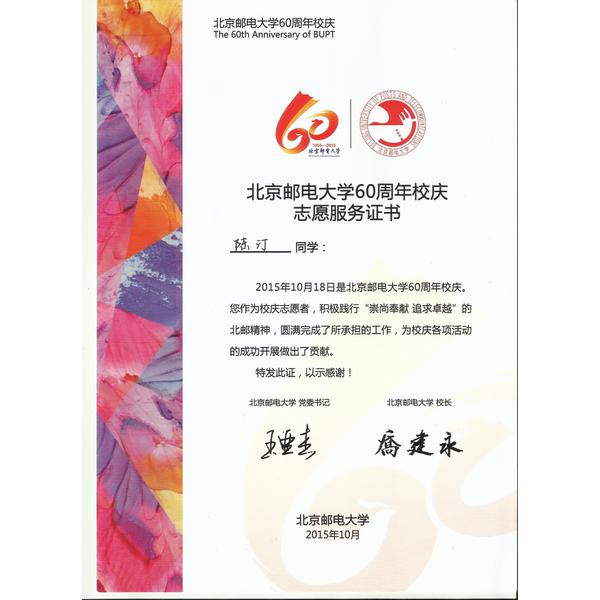 北京邮电大学60周年校庆
The 60th Anniversary of BUPT
1955—2015
北京邮电大学
BEIJING UNIVERSITY OF POSTS AND TELECOMMUNICATIONS
北京邮电大学
北京邮电大学60周年校庆
志愿服务证书
陆汀 同学：
2015年10月18日是北京邮电大学60周年校庆。
您作为校庆志愿者，积极践行“崇尚奉献 追求卓越”的
北邮精神，圆满完成了所承担的工作，为校庆各项活动
的成功开展做出了贡献。
特发此证，以示感谢！
北京邮电大学 党委书记 北京邮电大学 校长
王亚杰 喬建永
北京邮电大学
2015年10月